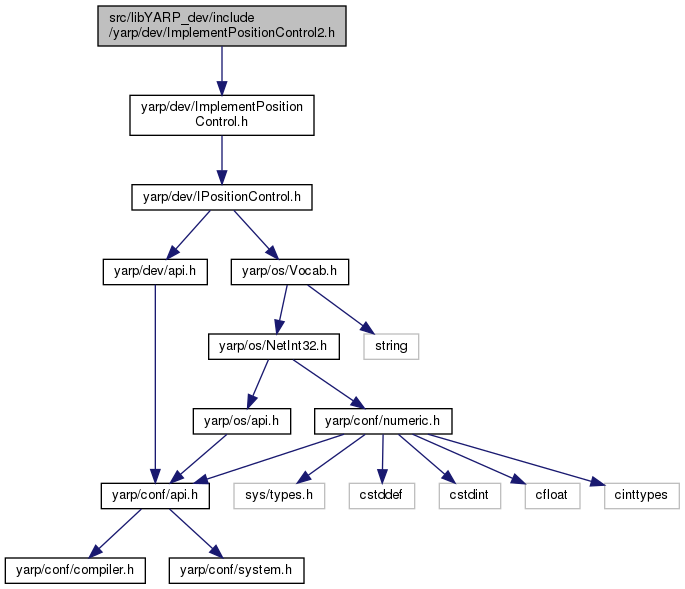 src/libYARP_dev/include
/yarp/dev/ImplementPositionControl2.h
yarp/dev/ImplementPosition
Control.h
yarp/dev/IPositionControl.h
yarp/dev/api.h
yarp/os/Vocab.h
yarp/os/NetInt32.h
string
yarp/os/api.h
yarp/conf/numeric.h
yarp/conf/api.h
sys/types.h
cstddef
cstdint
cfloat
cinttypes
yarp/conf/compiler.h
yarp/conf/system.h